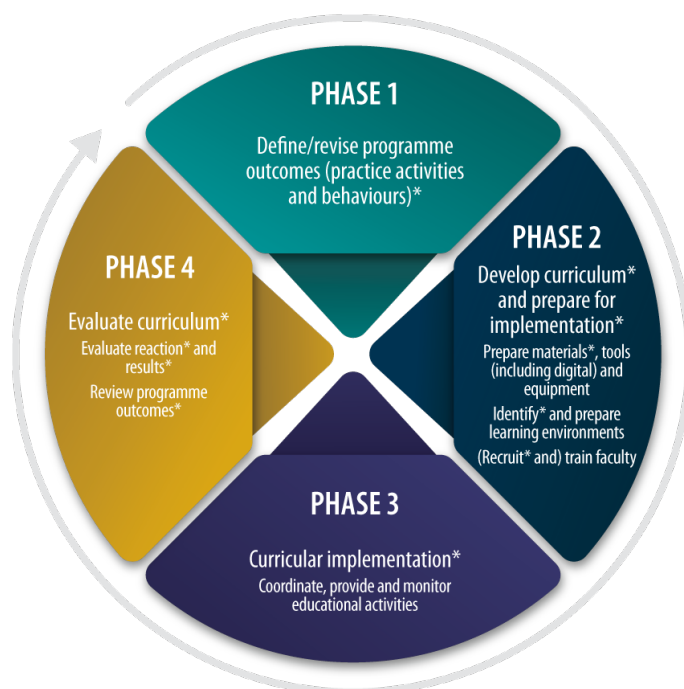 PHASE 1
Define/revise programme
outcomes (practice activities
and behaviours)*
PHASE 2
Develop curriculum*
and prepare for
implementation*
Prepare materials*, tools
(including digital) and
equipment
Identify* and prepare
learning environments
(Recruit* and) train faculty
PHASE 3
Curricular implementation*
Coordinate, provide and monitor
educational activities
PHASE 4
Evaluate curriculum*
Evaluate reaction* and
results*
Review programme
outcomes*